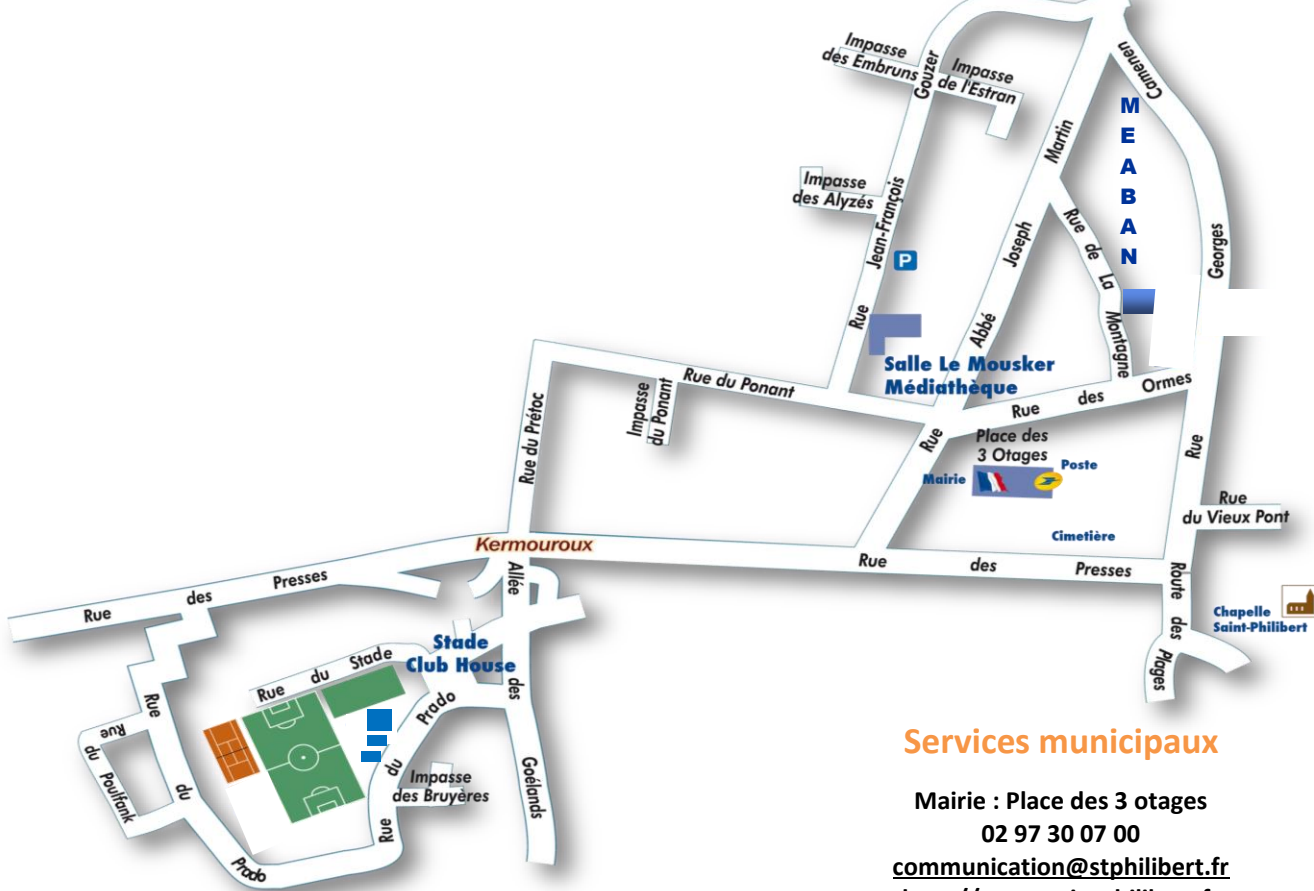 Impasse
des Embruns
Impasse
de l'Estran
Gouzer
Camenen
M
E
A
B
A
N
Martin
Impasse
des Alyzés
Jean-François
P
Joseph
Rue de La
Montagne
Georges
Rue
Abbé
Salle Le Mousker
Médiathèque
Rue du Prétoc
Impasse
du Ponant
Rue du Ponant
Rue
des
Ormes
Rue
Place des
3 Otages
Mairie
Poste
Rue
Rue
du Vieux Pont
Cimetière
Kermouroux
Rue
des
Presses
Rue
des
Presses
Allée
des
Goélands
Route des
Plages
Chapelle
Saint-Philibert
Stade
Club House
Rue
du
Stade
Rue
du
Prado
Rue
du Poulfank
Rue
du
Prado
Impasse
des Bruyères
Services municipaux
Mairie : Place des 3 otages
02 97 30 07 00
communication@stphilibert.fr